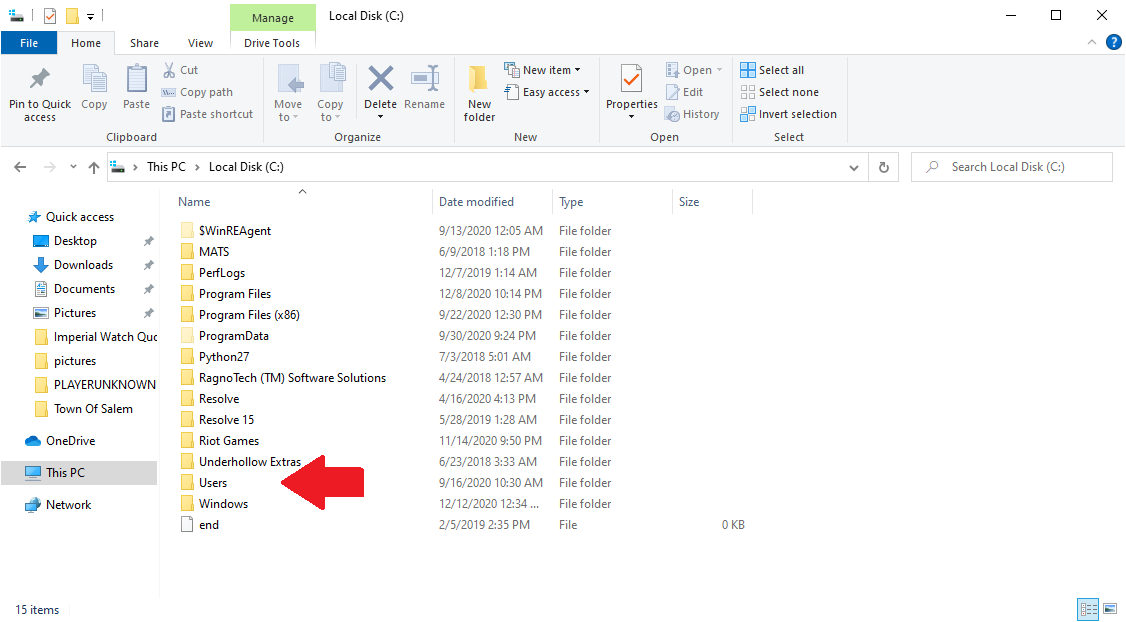 Manage
Local Disk (C:)
File
Home
Share
View
Drive Tools
Pin to Quick access
Copy
Paste
Cut
Copy path
Paste shortcut
Clipboard
Move to
Copy to
Delete
Rename
Organize
New folder
New item
Easy access
New
Properties
Open
Edit
History
Open
Select all
Select none
Invert selection
Select
This PC > Local Disk (C:)
Search Local Disk (C:)
Quick access
Desktop
Downloads
Documents
Pictures
Imperial Watch Quo
pictures
PLAYERUNKNOWN
Town Of Salem
OneDrive
This PC
Network
Name Date modified Type Size
$WinREAgent 9/13/2020 12:05 AM File folder
MATS 6/9/2018 1:18 PM File folder
PerfLogs 12/7/2019 1:14 AM File folder
Program Files 12/8/2020 10:14 PM File folder
Program Files (x86) 9/22/2020 12:30 PM File folder
ProgramData 9/30/2020 9:24 PM File folder
Python27 7/3/2018 5:01 AM File folder
RagnoTech (TM) Software Solutions 4/24/2018 12:57 AM File folder
Resolve 4/16/2020 4:13 PM File folder
Resolve 15 5/28/2019 1:28 AM File folder
Riot Games 11/14/2020 9:50 PM File folder
Underhollow Extras 6/23/2018 3:33 AM File folder
Users 9/16/2020 10:30 AM File folder
Windows 12/12/2020 12:34 ... File folder
end 2/5/2019 2:35 PM File 0 KB
15 items